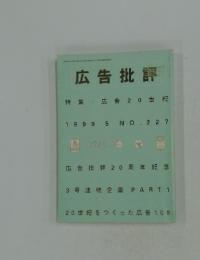 広告批評
特集 広告20世紀
1999 5 NO.227
広告批評20周年記念
3号連続企画 PART1
20世紀をつくった広告100